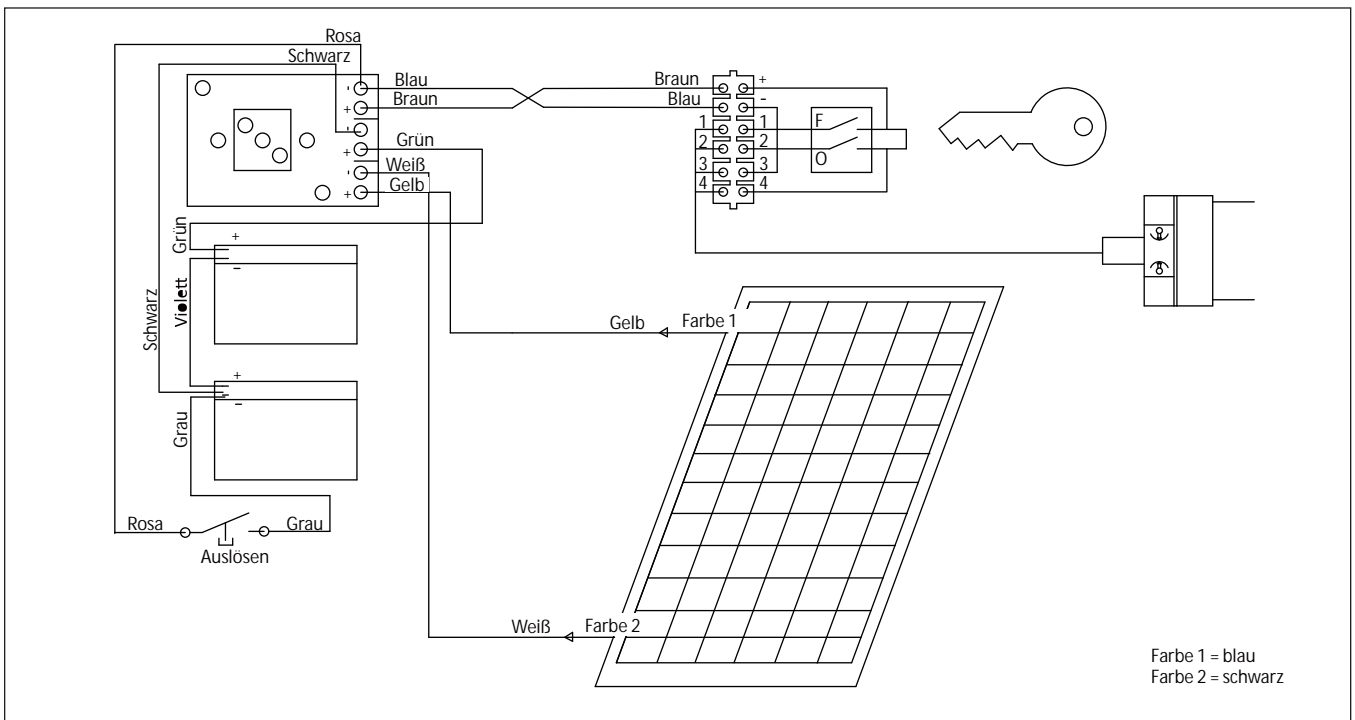 Rosa
Schwarz
-
Blau
+
Braun
-
+
Grün
-
Weiß
+
Gelb
Braun
+
Blau
-
1
1
F
2
2
O
3
3
4
4
Grün
+
-
Violett
Schwarz
+
-
Grau
Rosa
Grau
Auslösen
Gelb
Farbe 1
Weiß
Farbe 2
Farbe 1 = blau
Farbe 2 = schwarz